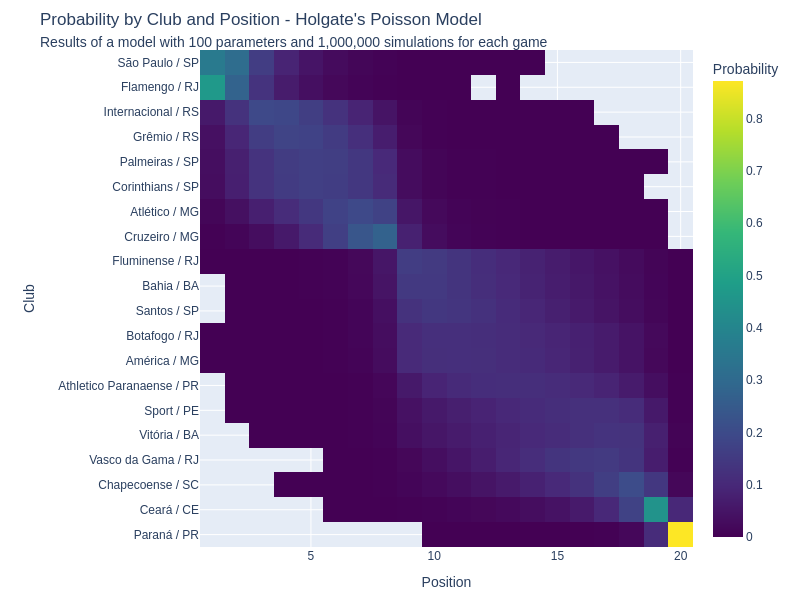 Probability by Club and Position - Holgate's Poisson Model
Results of a model with 100 parameters and 1,000,000 simulations for each game
Probability
São Paulo / SP
Flamengo / RJ
Internacional / RS
Grêmio / RS
Palmeiras / SP
Corinthians / SP
Atlético / MG
Cruzeiro / MG
Fluminense / RJ
Bahia / BA
Santos / SP
Botafogo / RJ
América / MG
Athletico Paranaense / PR
Sport / PE
Vitória / BA
Vasco da Gama / RJ
Chapecoense / SC
Ceará / CE
Paraná / PR
Club
5
10
15
20
Position
0.8
0.7
0.6
0.5
0.4
0.3
0.2
0.1
0